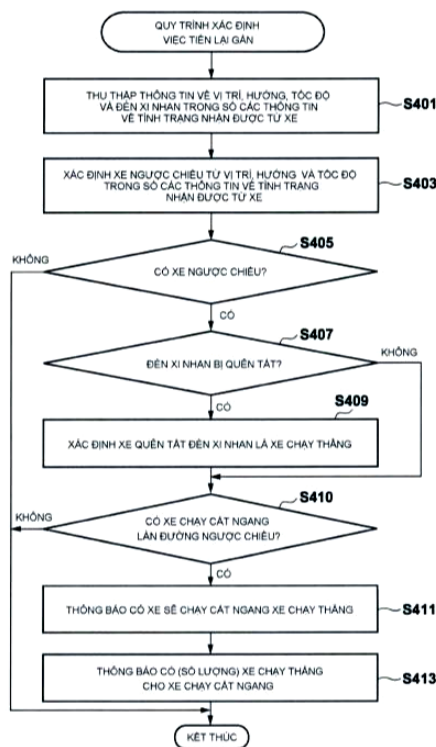 QUY TRÌNH XÁC ĐỊNH
VIỆC TIẾN LẠI GẦN
THU THẬP THÔNG TIN VỀ VỊ TRÍ, HƯỚNG, TỐC ĐỘ
VÀ ĐÈN XI NHAN TRONG SỐ CÁC THÔNG TIN
VỀ TÌNH TRẠNG NHẬN ĐƯỢC TỪ XE
S401
XÁC ĐỊNH XE NGƯỢC CHIỀU TỪ VỊ TRÍ, HƯỚNG VÀ TỐC ĐỘ
TRONG SỐ CÁC THÔNG TIN VỀ TÌNH TRẠNG
NHẬN ĐƯỢC TỪ XE
S403
S405
KHÔNG
CÓ XE NGƯỢC CHIỀU?
CÓ
S407
KHÔNG
ĐÈN XI NHAN BỊ QUÊN TẮT?
CÓ
S409
XÁC ĐỊNH XE QUÊN TẮT ĐÈN XI NHAN LÀ XE CHẠY THẲNG
S410
KHÔNG
CÓ XE CHẠY CẮT NGANG
LÀN ĐƯỜNG NGƯỢC CHIỀU?
CÓ
THÔNG BÁO CÓ XE SẼ CHẠY CẮT NGANG XE CHẠY THẲNG
S411
THÔNG BÁO CÓ (SỐ LƯỢNG) XE CHẠY THẲNG
CHO XE CHẠY CẮT NGANG
S413
KẾT THÚC